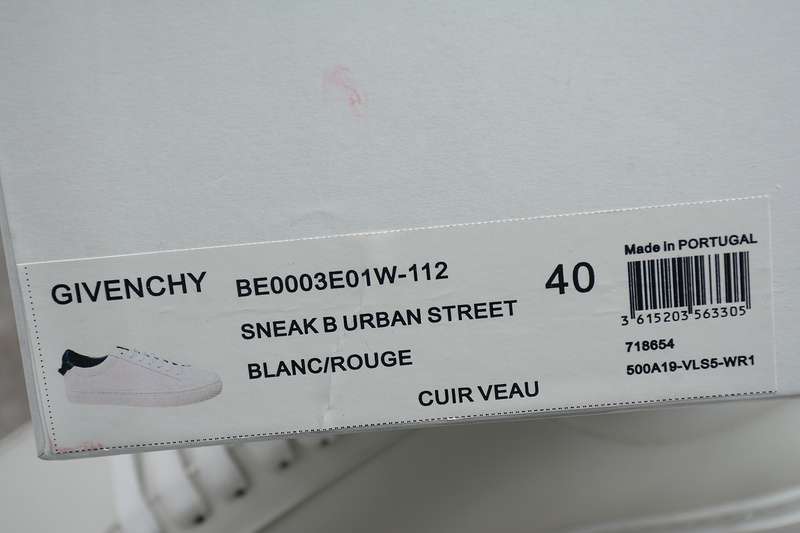 GIVENCHY
BE0003E01W-112
SNEAK B URBAN STREET
BLANC/ROUGE
CUIR VEAU
40
Made in PORTUGAL
3 615203 563305
718654
500A19-VLS5-WR1